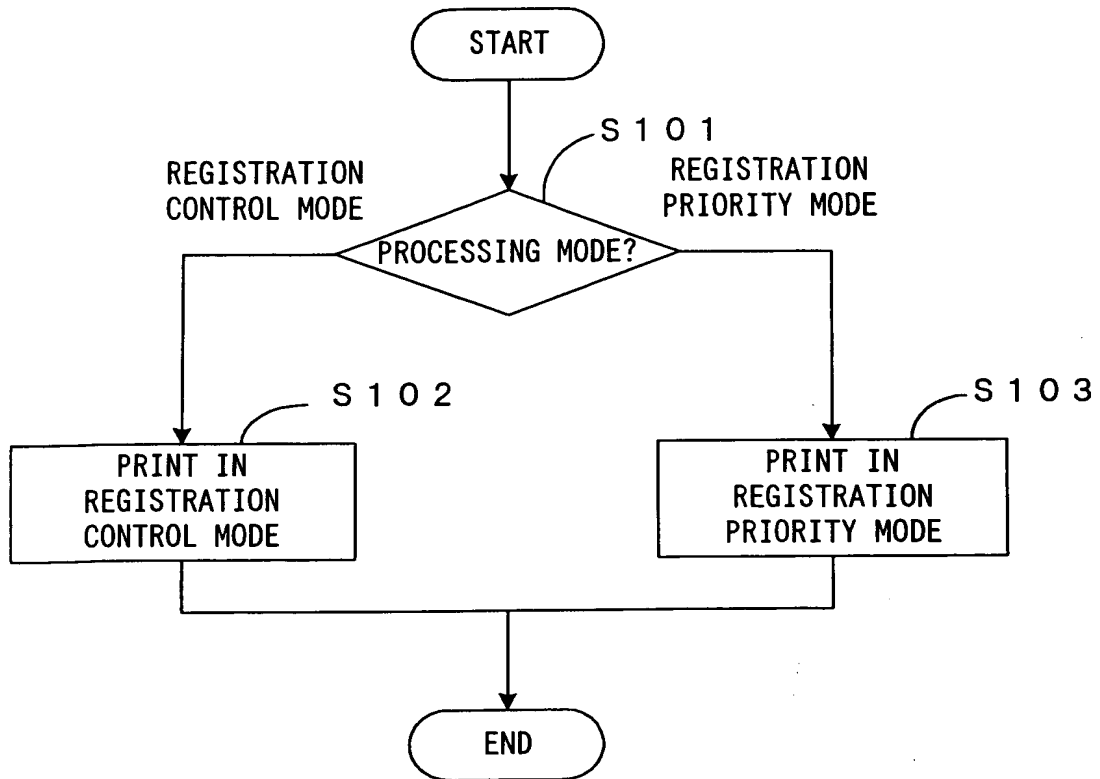 START
S101
REGISTRATION
CONTROL MODE
REGISTRATION
PRIORITY MODE
PROCESSING MODE?
S102
S103
PRINT IN
REGISTRATION
CONTROL MODE
PRINT IN
REGISTRATION
PRIORITY MODE
END